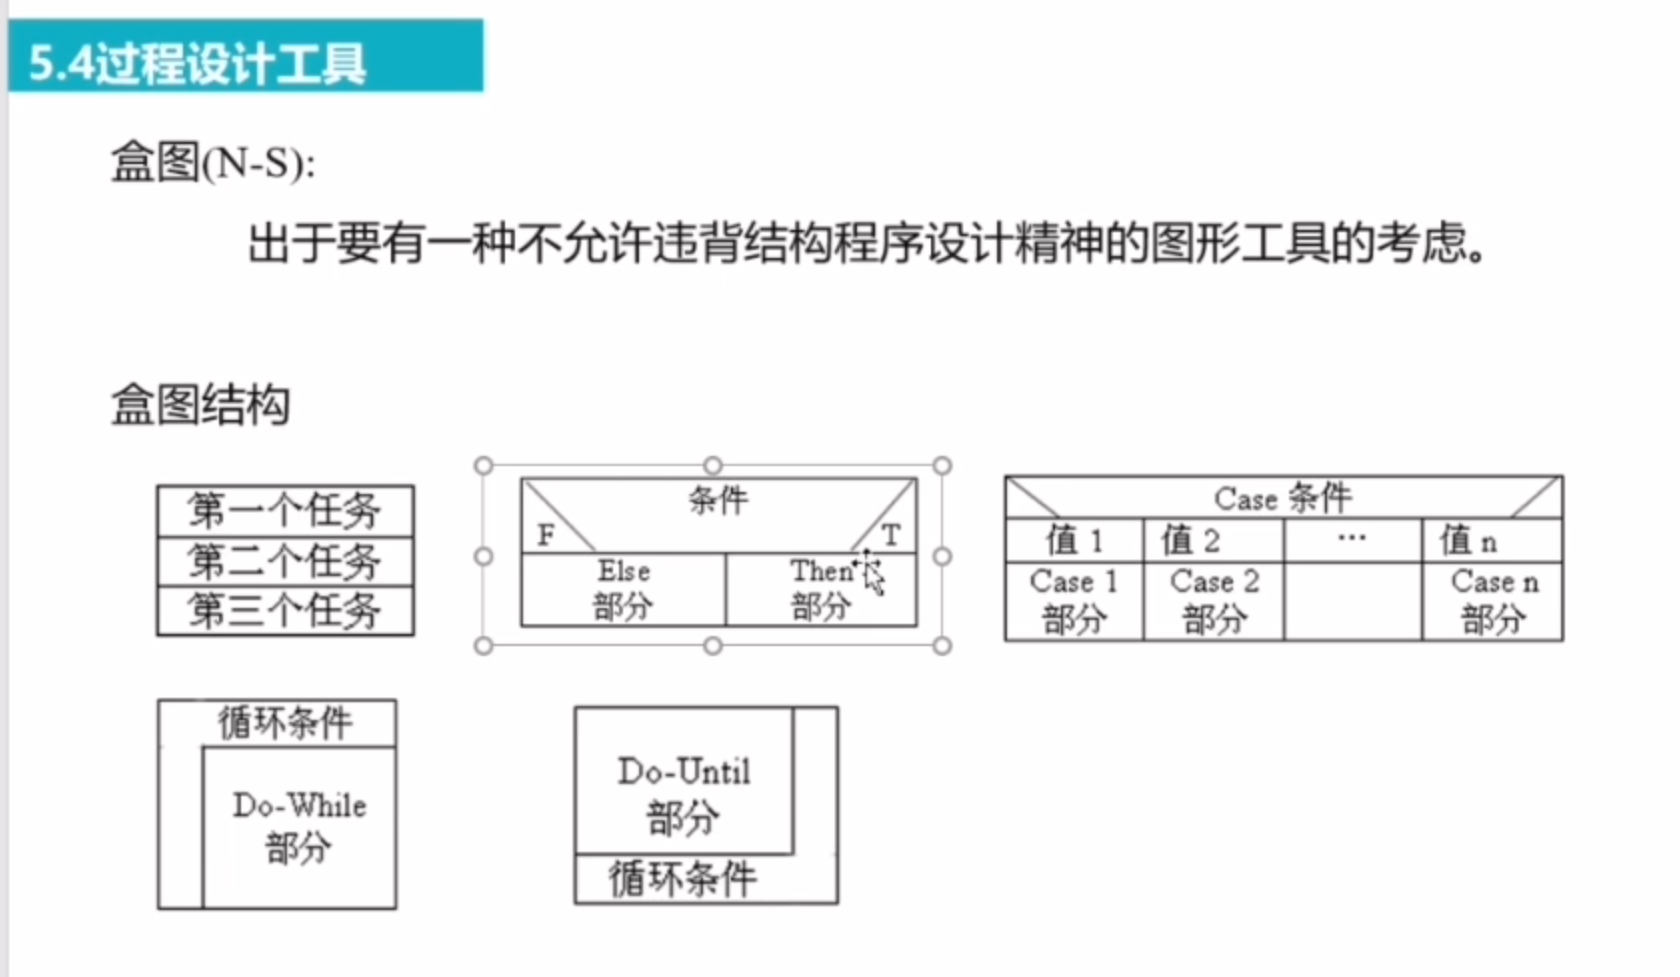 5.4过程设计工具
盒图(N-S):
出于要有一种不允许违背结构程序设计精神的图形工具的考虑。
盒图结构
第一个任务
第二个任务
第三个任务
条件
F
T
Else
部分
Then
部分
Case 条件
值 1
值 2
…
值 n
Case 1
部分
Case 2
部分
Case n
部分
循环条件
Do-While
部分
Do-Until
部分
循环条件